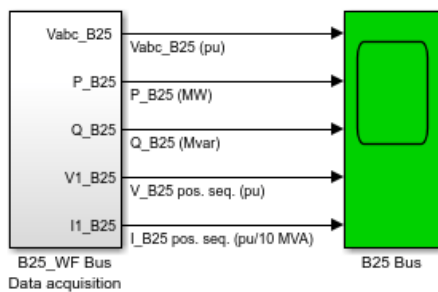 Vabc_B25
Vabc_B25 (pu)
P_B25
P_B25 (MW)
Q_B25
Q_B25 (Mvar)
V1_B25
V_B25 pos. seq. (pu)
I1_B25
I_B25 pos. seq. (pu/10 MVA)
B25_WF Bus
Data acquisition
B25 Bus